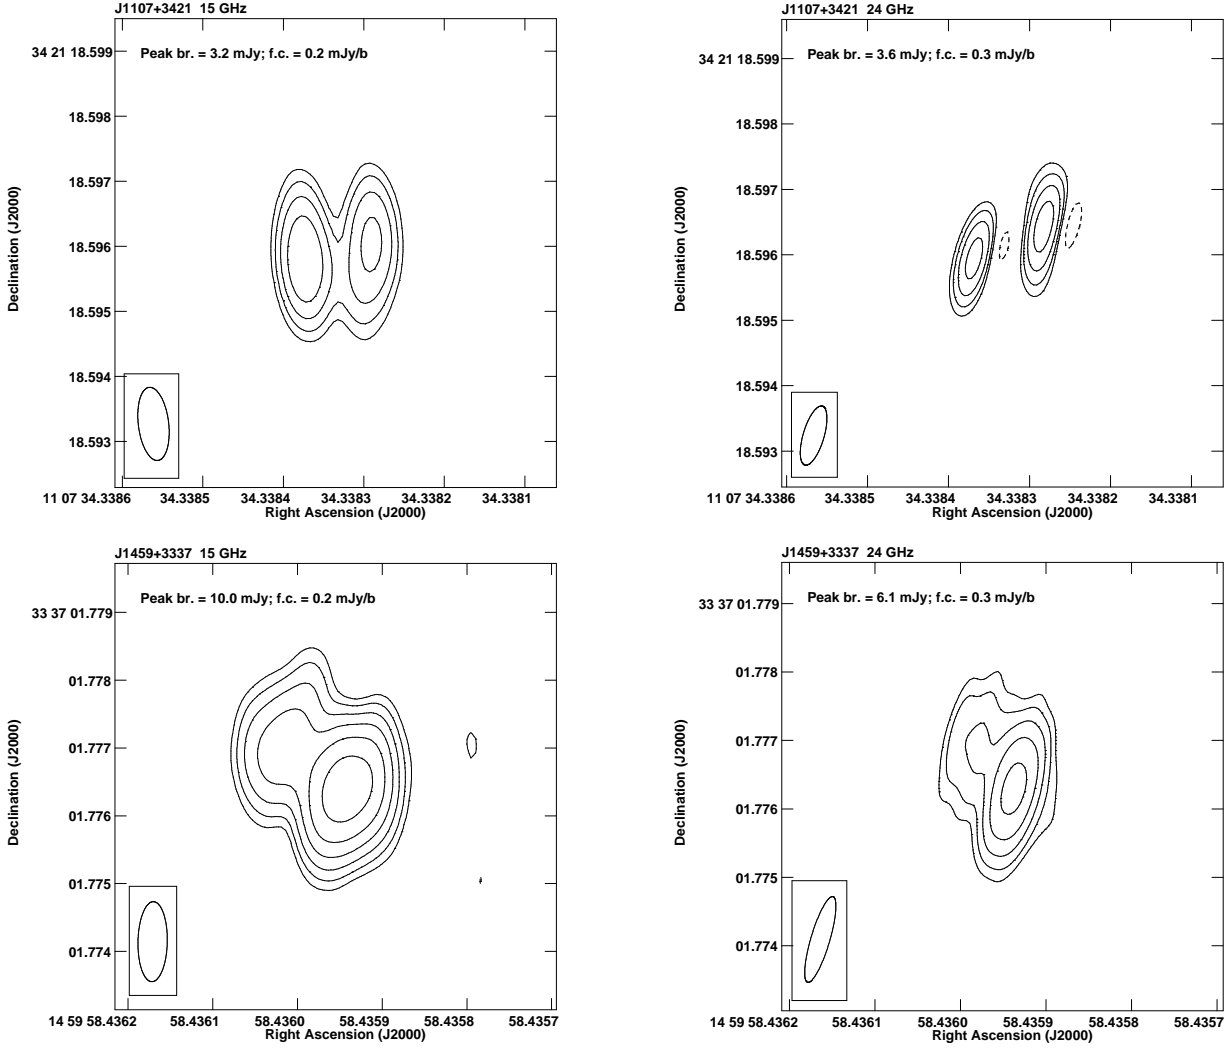 J1107+3421 15 GHz
Peak br. = 3.2 mJy; f.c. = 0.2 mJy/b
34 21 18.599
18.598
18.597
18.596
18.595
18.594
18.593
Declination (J2000)
11 07 34.3386 34.3385 34.3384 34.3383 34.3382 34.3381
Right Ascension (J2000)
J1107+3421 24 GHz
Peak br. = 3.6 mJy; f.c. = 0.3 mJy/b
34 21 18.599
18.598
18.597
18.596
18.595
18.594
18.593
Declination (J2000)
11 07 34.3386 34.3385 34.3384 34.3383 34.3382 34.3381
Right Ascension (J2000)
J1459+3337 15 GHz
Peak br. = 10.0 mJy; f.c. = 0.2 mJy/b
33 37 01.779
01.778
01.777
01.776
01.775
01.774
Declination (J2000)
14 59 58.4362 58.4361 58.4360 58.4359 58.4358 58.4357
Right Ascension (J2000)
J1459+3337 24 GHz
Peak br. = 6.1 mJy; f.c. = 0.3 mJy/b
33 37 01.779
01.778
01.777
01.776
01.775
01.774
Declination (J2000)
14 59 58.4362 58.4361 58.4360 58.4359 58.4358 58.4357
Right Ascension (J2000)